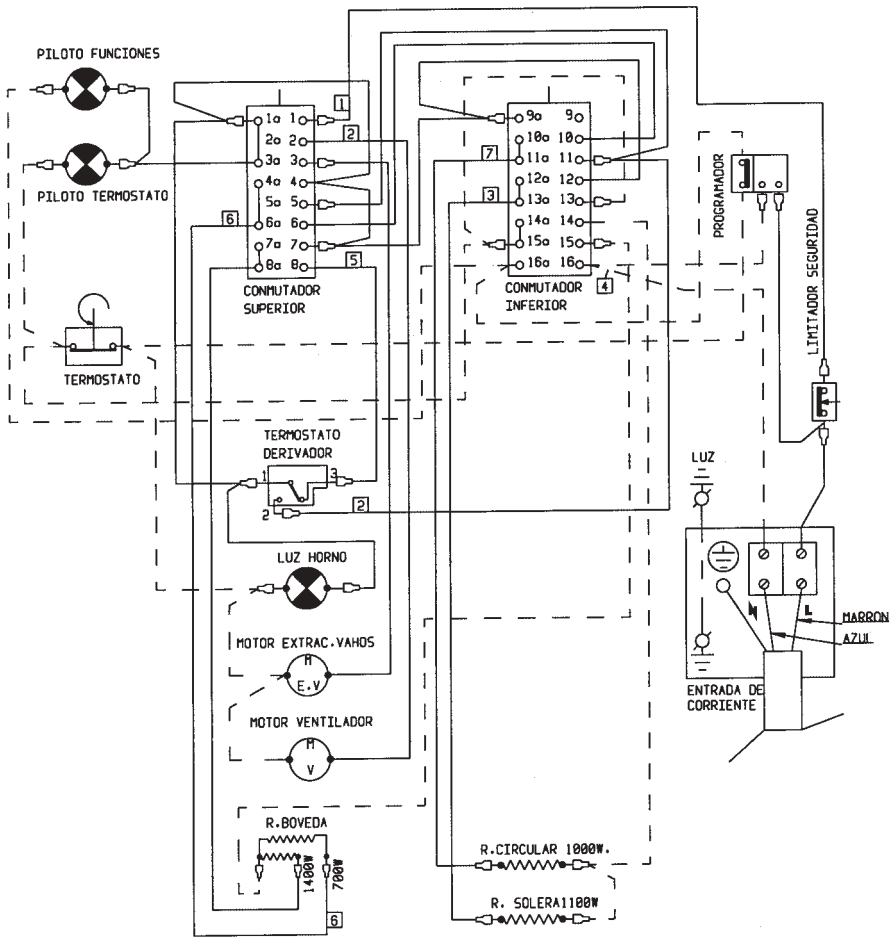 PILOTO FUNCIONES
PILOTO TERMOSTATO
1
2
1a 1
2a 2
3a 3
4a 4
5a 5
6a 6
7a 7
8a 8
6
5
CONMUTADOR
SUPERIOR
9a 9
10a 10
11a 11
12a 12
13a 13
14a 14
15a 15
16a 16
7
3
4
CONMUTADOR
INFERIOR
PROGRAMADOR
LIMITADOR SEGURIDAD
TERMOSTATO
TERMOSTATO
DERIVADOR
1
3
2
2
LUZ
LUZ HORNO
MOTOR EXTRAC.VAHOS
M
E.V
MOTOR VENTILADOR
M
V
N
L
MARRON
AZUL
ENTRADA DE
CORRIENTE
R.BOVEDA
1400W
700W
6
R.CIRCULAR 1000W.
R. SOLERA1100W